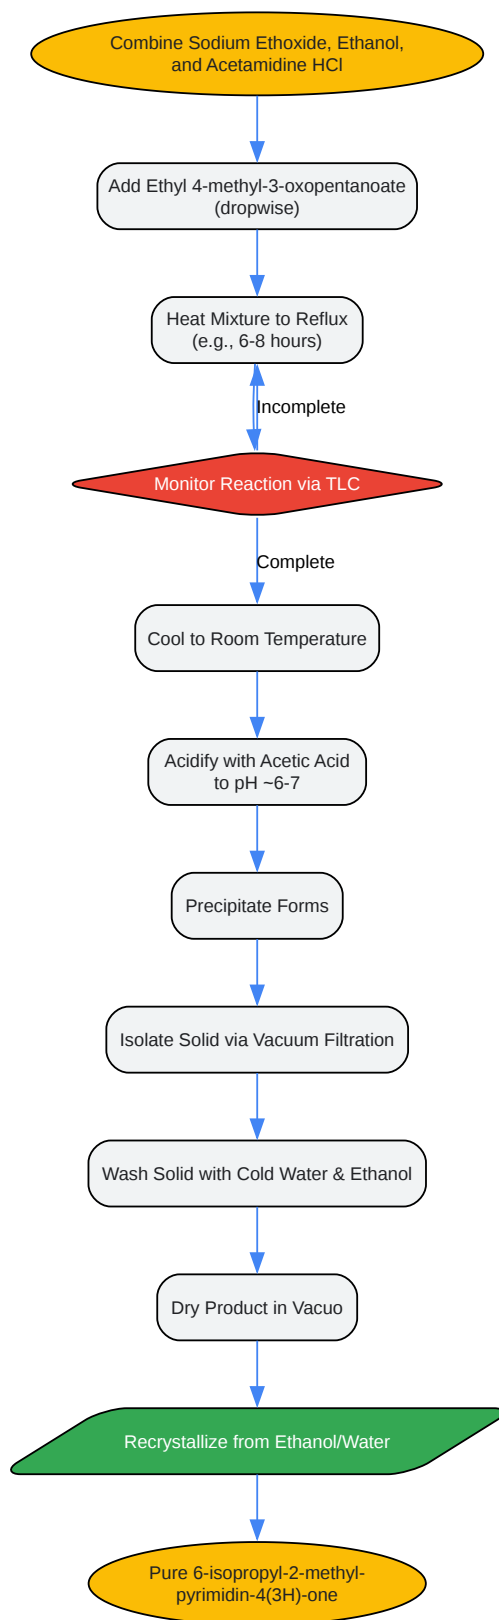 Combine Sodium Ethoxide, Ethanol,
and Acetamidine HCl
Add Ethyl 4-methyl-3-oxopentanoate
(dropwise)
Heat Mixture to Reflux
(e.g., 6-8 hours)
Incomplete
Monitor Reaction via TLC
Complete
Cool to Room Temperature
Acidify with Acetic Acid
to pH ~6-7
Precipitate Forms
Isolate Solid via Vacuum Filtration
Wash Solid with Cold Water & Ethanol
Dry Product in Vacuo
Recrystallize from Ethanol/Water
Pure 6-isopropyl-2-methyl-
pyrimidin-4(3H)-one